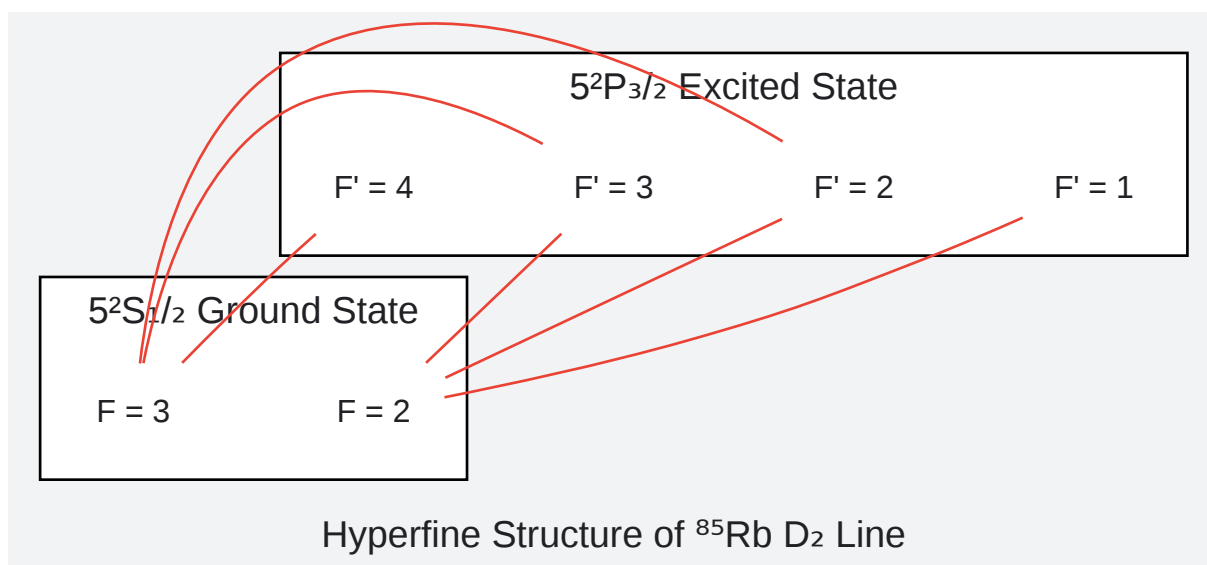 5²P₃/₂ Excited State
F' = 4
F' = 3
F' = 2
F' = 1
5²S₁/₂ Ground State
F = 3
F = 2
Hyperfine Structure of ⁸⁵Rb D₂ Line